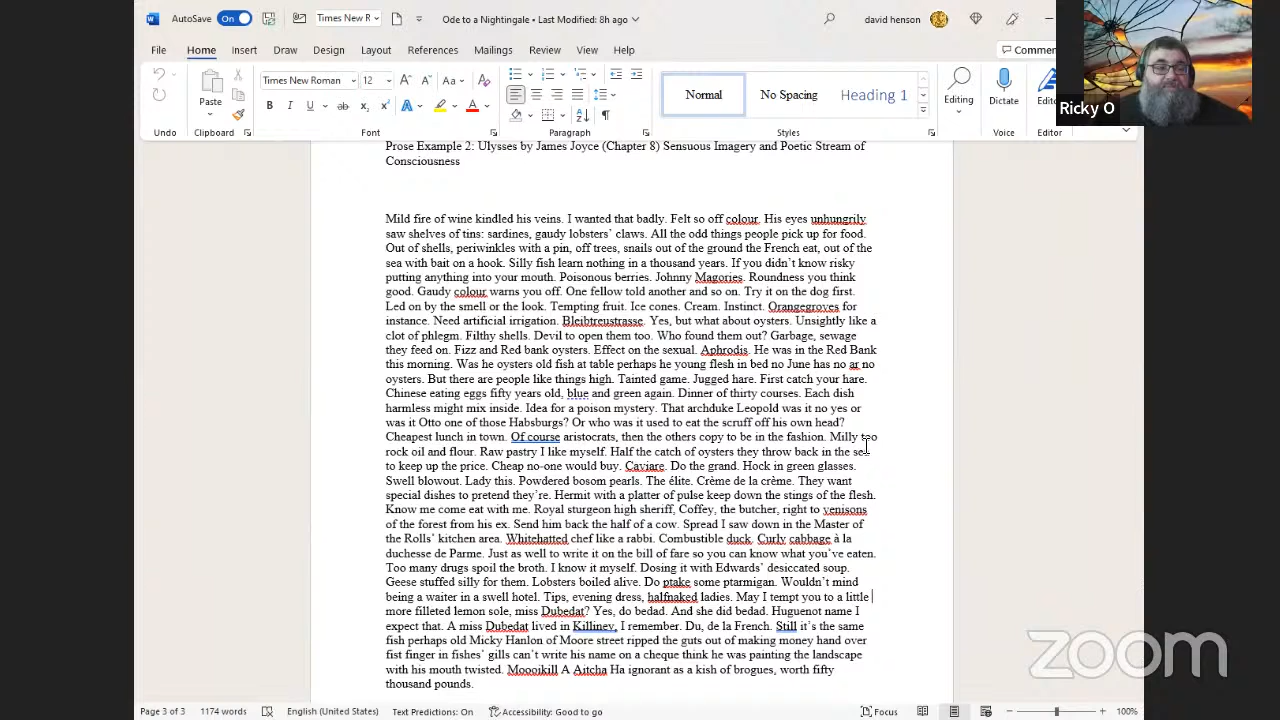 AutoSave On Times New R Ode to a Nightingale • Last Modified: 8h ago david henson
File Home Insert Draw Design Layout References Mailings Review View Help
Times New Roman 12 Aa
Paste Normal No Spacing Heading 1 Editing Dictate
B I U ab x₂ x² A A
Undo Clipboard Font Paragraph Styles Voice Editor
Ricky O
Prose Example 2: Ulysses by James Joyce (Chapter 8) Sensuous Imagery and Poetic Stream of
Consciousness
Mild fire of wine kindled his veins. I wanted that badly. Felt so off colour. His eyes unhungrily
saw shelves of tins: sardines, gaudy lobsters’ claws. All the odd things people pick up for food.
Out of shells, periwinkles with a pin, off trees, snails out of the ground the French eat, out of the
sea with bait on a hook. Silly fish learn nothing in a thousand years. If you didn’t know risky
putting anything into your mouth. Poisonous berries. Johnny Magories. Roundness you think
good. Gaudy colour warns you off. One fellow told another and so on. Try it on the dog first.
Led on by the smell or the look. Tempting fruit. Ice cones. Cream. Instinct. Orangegroves for
instance. Need artificial irrigation. Bleibtreustrasse. Yes, but what about oysters. Unsightly like a
clot of phlegm. Filthy shells. Devil to open them too. Who found them out? Garbage, sewage
they feed on. Fizz and Red bank oysters. Effect on the sexual. Aphrodis. He was in the Red Bank
this morning. Was he oysters old fish at table perhaps he young flesh in bed no June has no ar no
oysters. But there are people like things high. Tainted game. Jugged hare. First catch your hare.
Chinese eating eggs fifty years old, blue and green again. Dinner of thirty courses. Each dish
harmless might mix inside. Idea for a poison mystery. That archduke Leopold was it no yes or
was it Otto one of those Habsburgs? Or who was it used to eat the scruff off his own head?
Cheapest lunch in town. Of course aristocrats, then the others copy to be in the fashion. Milly too
rock oil and flour. Raw pastry I like myself. Half the catch of oysters they throw back in the sea
to keep up the price. Cheap no-one would buy. Caviare. Do the grand. Hock in green glasses.
Swell blowout. Lady this. Powdered bosom pearls. The élite. Crème de la crème. They want
special dishes to pretend they’re. Hermit with a platter of pulse keep down the stings of the flesh.
Know me come eat with me. Royal sturgeon high sheriff, Coffey, the butcher, right to venisons
of the forest from his ex. Send him back the half of a cow. Spread I saw down in the Master of
the Rolls’ kitchen area. Whitehatted chef like a rabbi. Combustible duck. Curly cabbage à la
duchesse de Parme. Just as well to write it on the bill of fare so you can know what you’ve eaten.
Too many drugs spoil the broth. I know it myself. Dosing it with Edwards’ desiccated soup.
Geese stuffed silly for them. Lobsters boiled alive. Do ptake some ptarmigan. Wouldn’t mind
being a waiter in a swell hotel. Tips, evening dress, halfnaked ladies. May I tempt you to a little
more filleted lemon sole, miss Dubedat? Yes, do bedad. And she did bedad. Huguenot name I
expect that. A miss Dubedat lived in Killiney, I remember. Du, de la French. Still it’s the same
fish perhaps old Micky Hanlon of Moore street ripped the guts out of making money hand over
fist finger in fishes’ gills can’t write his name on a cheque think he was painting the landscape
with his mouth twisted. Moooikill A Aitcha Ha ignorant as a kish of brogues, worth fifty
thousand pounds.
zoom
Page 3 of 3 1174 words English (United States) Text Predictions: On Accessibility: Good to go Focus 100%